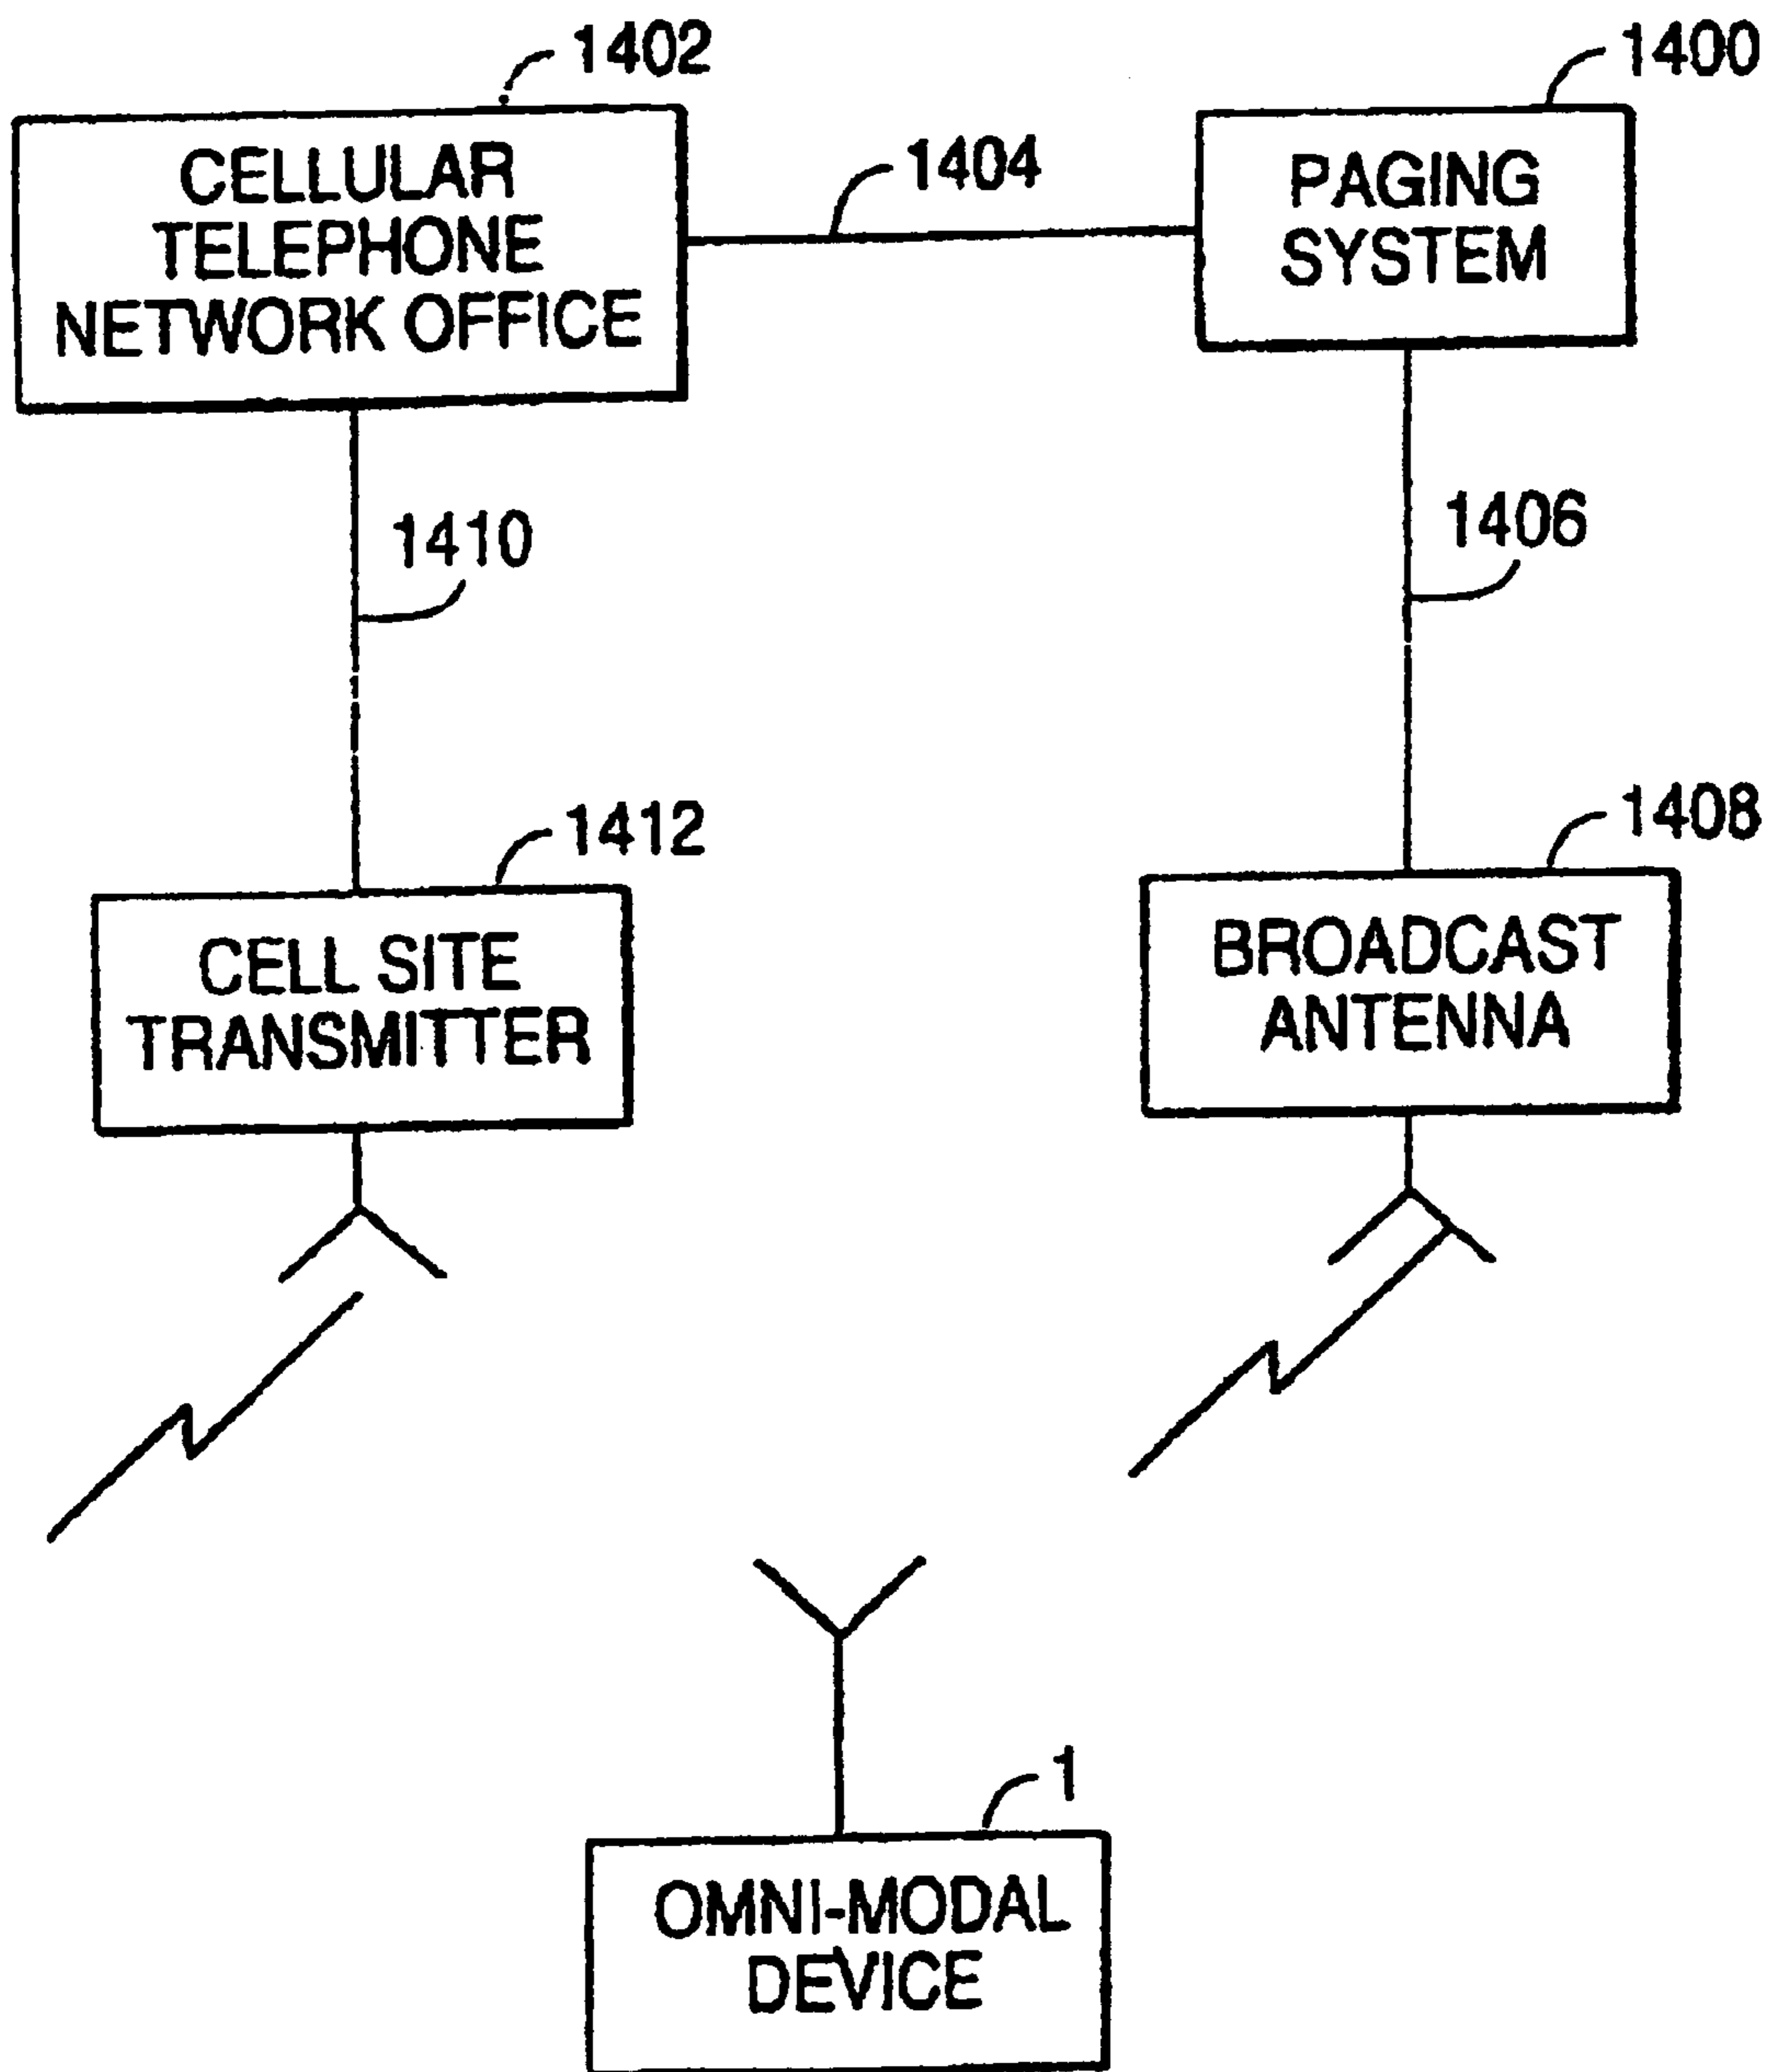 1402
1400
CELLULAR
TELEPHONE
NETWORK OFFICE
1404
PAGING
SYSTEM
1410
1406
1412
1408
CELL SITE
TRANSMITTER
BROADCAST
ANTENNA
1
OMNI-MODAL
DEVICE